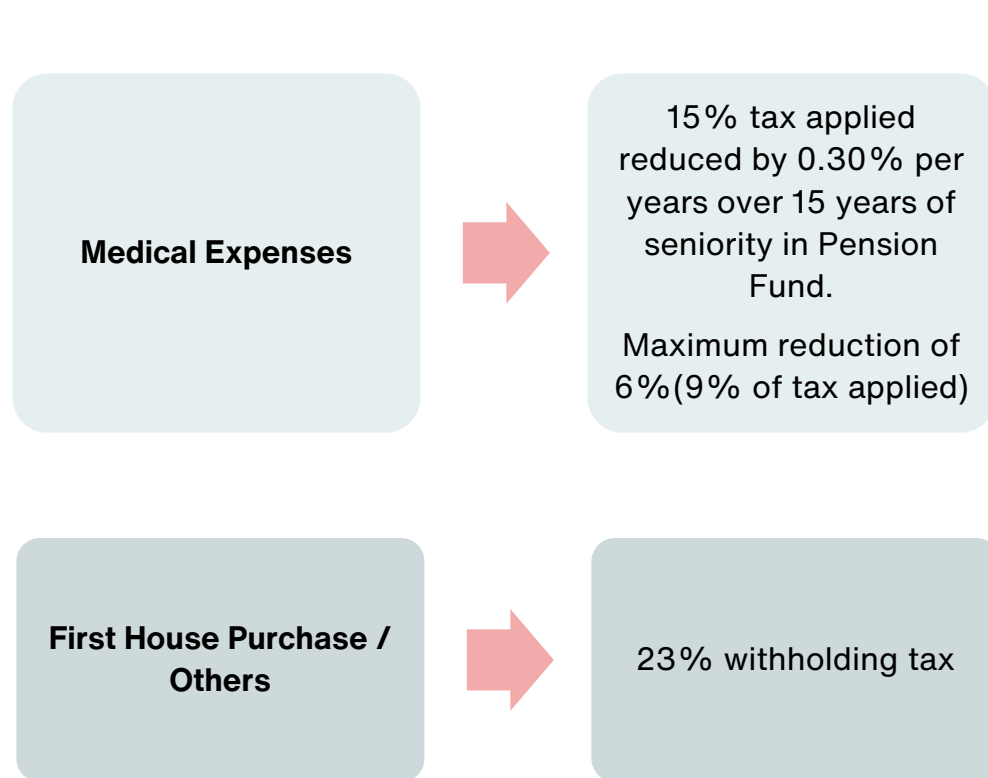 Medical Expenses
15% tax applied
reduced by 0.30% per
years over 15 years of
seniority in Pension
Fund.
Maximum reduction of
6%(9% of tax applied)
First House Purchase /
Others
23% withholding tax